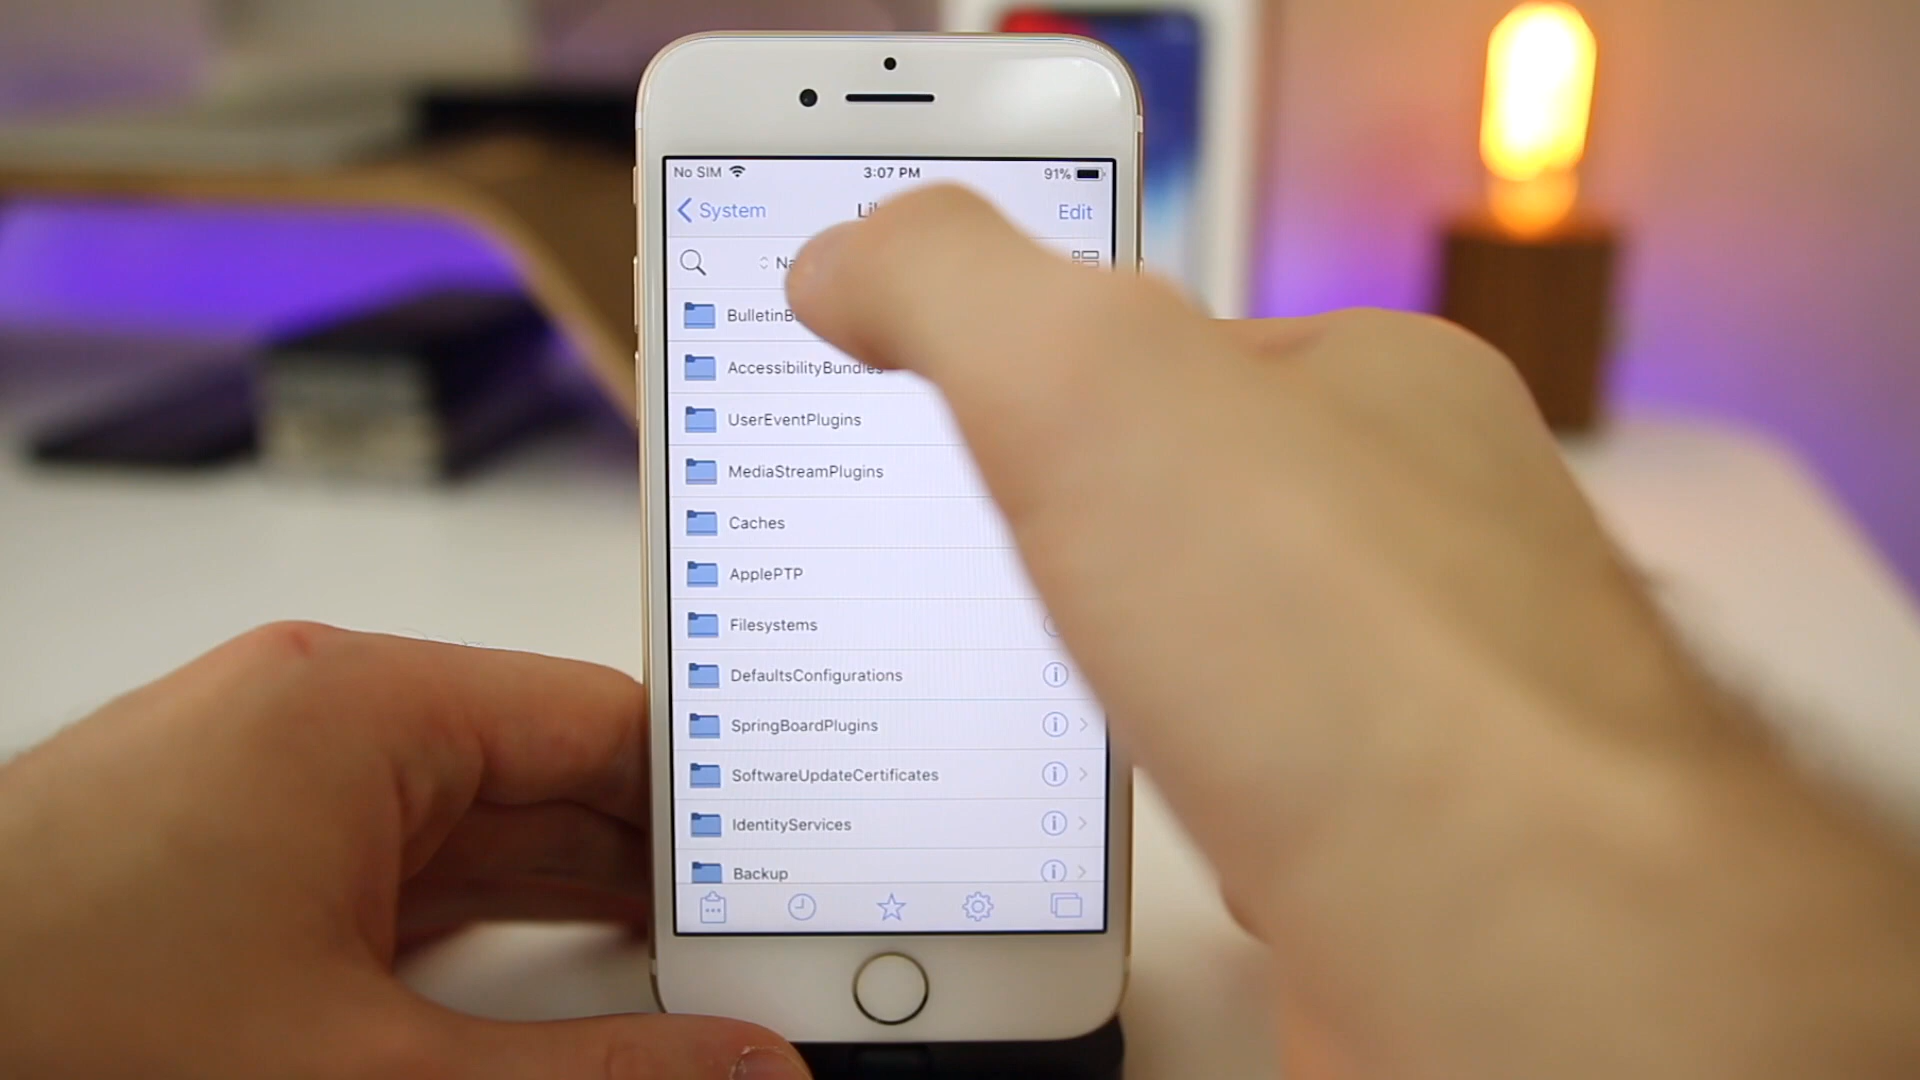 No SIM 3:07 PM 91%
System Edit
AccessibilityBundles
UserEventPlugins
MediaStreamPlugins
Caches
ApplePTP
Filesystems
DefaultsConfigurations
SpringBoardPlugins
SoftwareUpdateCertificates
IdentityServices
Backup